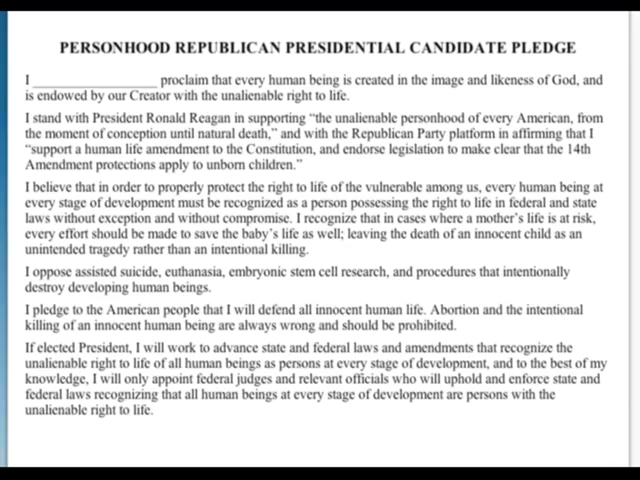 PERSONHOOD REPUBLICAN PRESIDENTIAL CANDIDATE PLEDGE
I ____________________ proclaim that every human being is created in the image and likeness of God, and
is endowed by our Creator with the unalienable right to life.
I stand with President Ronald Reagan in supporting “the unalienable personhood of every American, from
the moment of conception until natural death,” and with the Republican Party platform in affirming that I
“support a human life amendment to the Constitution, and endorse legislation to make clear that the 14th
Amendment protections apply to unborn children.”
I believe that in order to properly protect the right to life of the vulnerable among us, every human being at
every stage of development must be recognized as a person possessing the right to life in federal and state
laws without exception and without compromise. I recognize that in cases where a mother’s life is at risk,
every effort should be made to save the baby’s life as well; leaving the death of an innocent child as an
unintended tragedy rather than an intentional killing.
I oppose assisted suicide, euthanasia, embryonic stem cell research, and procedures that intentionally
destroy developing human beings.
I pledge to the American people that I will defend all innocent human life. Abortion and the intentional
killing of an innocent human being are always wrong and should be prohibited.
If elected President, I will work to advance state and federal laws and amendments that recognize the
unalienable right to life of all human beings as persons at every stage of development, and to the best of my
knowledge, I will only appoint federal judges and relevant officials who will uphold and enforce state and
federal laws recognizing that all human beings at every stage of development are persons with the
unalienable right to life.